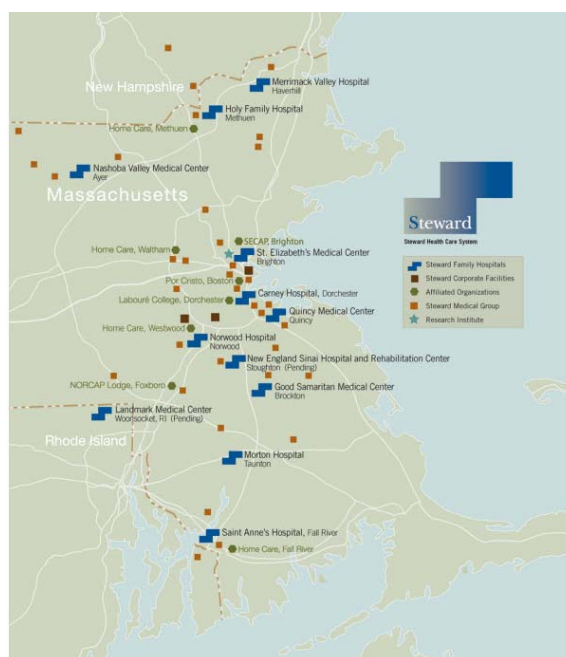 Merrimack Valley Hospital
Haverhill
New Hampshire
Holy Family Hospital
Methuen
Home Care, Methuen
Nashoba Valley Medical Center
Ayer
Massachusetts
Steward
Steward Health Care System
SECAP, Brighton
Home Care, Waltham
St. Elizabeth's Medical Center
Brighton
Steward Family Hospitals
Steward Corporate Facilities
Affiliated Organizations
Steward Medical Group
Research Institute
Por Cristo, Boston
Carney Hospital, Dorchester
Labouré College, Dorchester
Quincy Medical Center
Quincy
Home Care, Westwood
Norwood Hospital
Norwood
New England Sinai Hospital and Rehabilitation Center
Stoughton (Pending)
NORCAP Lodge, Foxboro
Good Samaritan Medical Center
Brockton
Landmark Medical Center
Woonsocket, RI (Pending)
Rhode Island
Morton Hospital
Taunton
Saint Anne's Hospital, Fall River
Home Care, Fall River